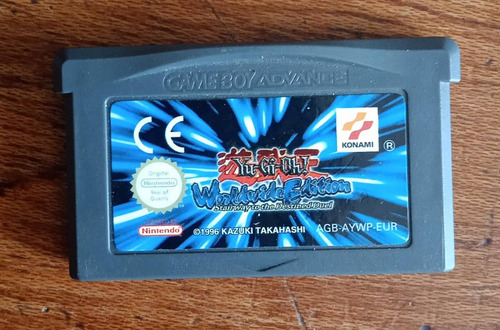 GAME BOY ADVANCE
CE
KONAMI
®
Yu-Gi-Oh!
Worldwide Edition
Stairway to the Destined Duel
Original
Nintendo
Seal of
Quality
Nintendo
©1996 KAZUKI TAKAHASHI
AGB-AYWP-EUR